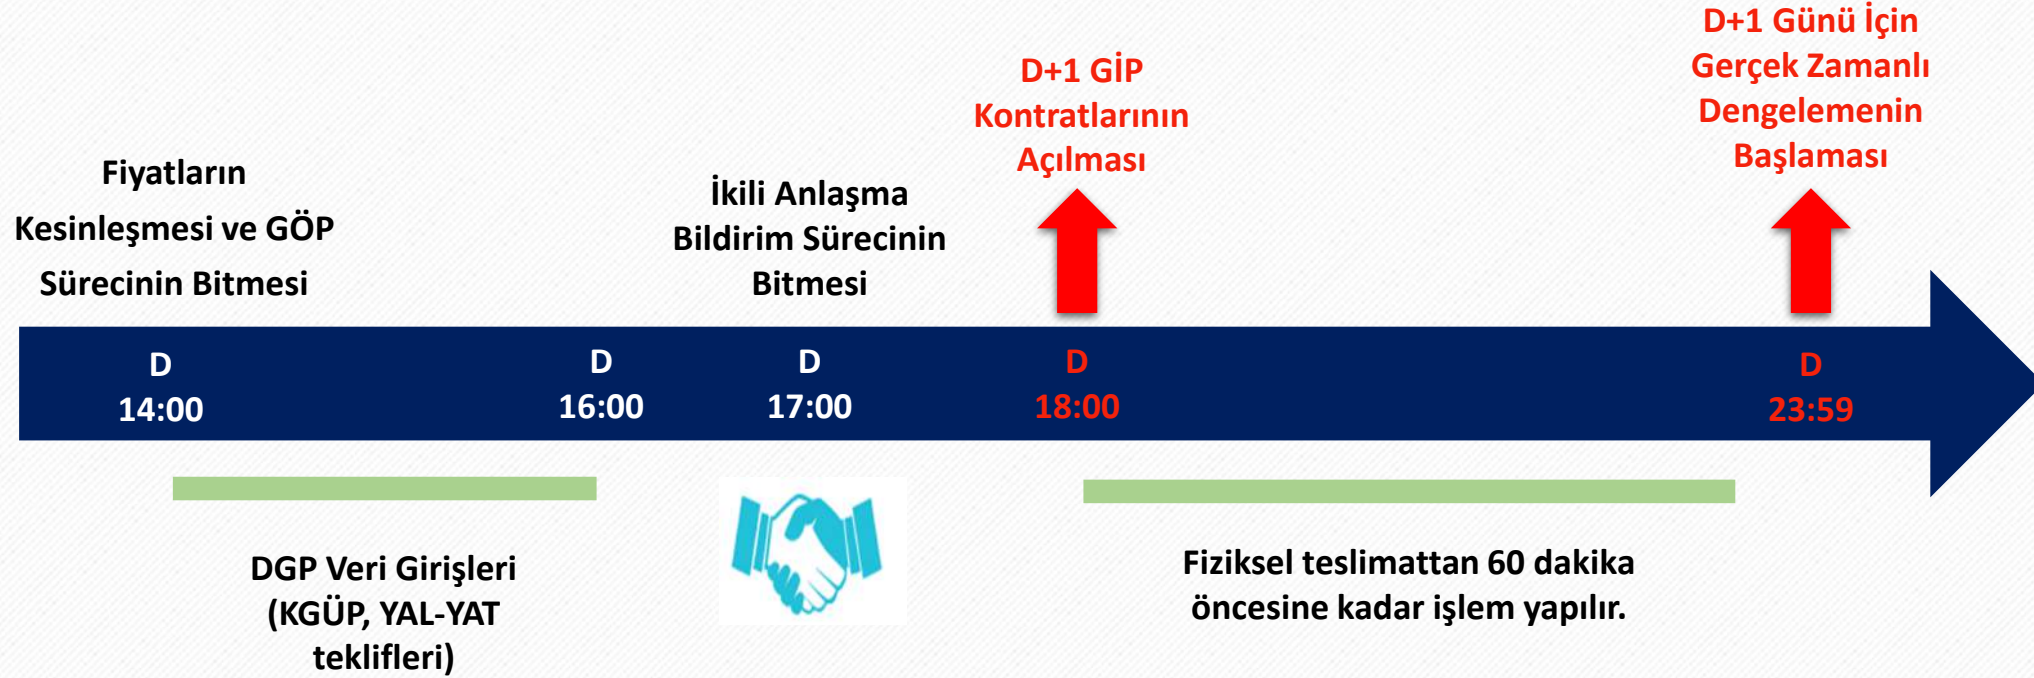 Fiyatların
Kesinleşmesi ve GÖP
Sürecinin Bitmesi
İkili Anlaşma
Bildirim Sürecinin
Bitmesi
D+1 GİP
Kontratlarının
Açılması
D+1 Günü İçin
Gerçek Zamanlı
Dengelemenin
Başlaması
D
14:00
D
16:00
D
17:00
D
18:00
D
23:59
DGP Veri Girişleri
(KGÜP, YAL-YAT
teklifleri)
Fiziksel teslimattan 60 dakika
öncesine kadar işlem yapılır.